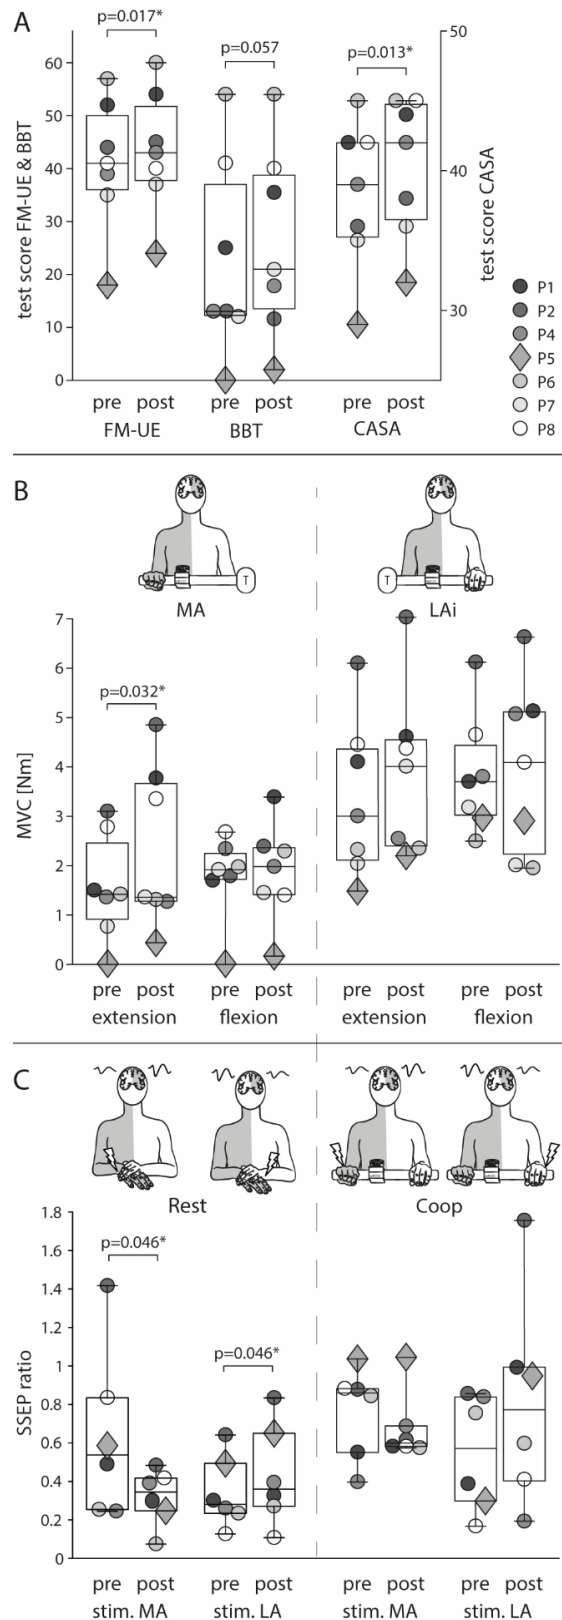 A
p=0.017*
p=0.057
p=0.013*
test score FM-UE & BBT
60
50
40
30
20
10
0
50
40
30
test score CASA
P1
P2
P4
P5
P6
P7
P8
pre post pre post pre post
FM-UE BBT CASA
B
T T
MA LAi
MVC [Nm]
7
6
5
4
3
2
1
0
p=0.032*
pre post pre post pre post pre post
extension flexion extension flexion
C
Rest Coop
SSEP ratio
1.8
1.6
1.4
1.2
1
0.8
0.6
0.4
0.2
0
p=0.046*
p=0.046*
pre post pre post pre post pre post
stim. MA stim. LA stim. MA stim. LA